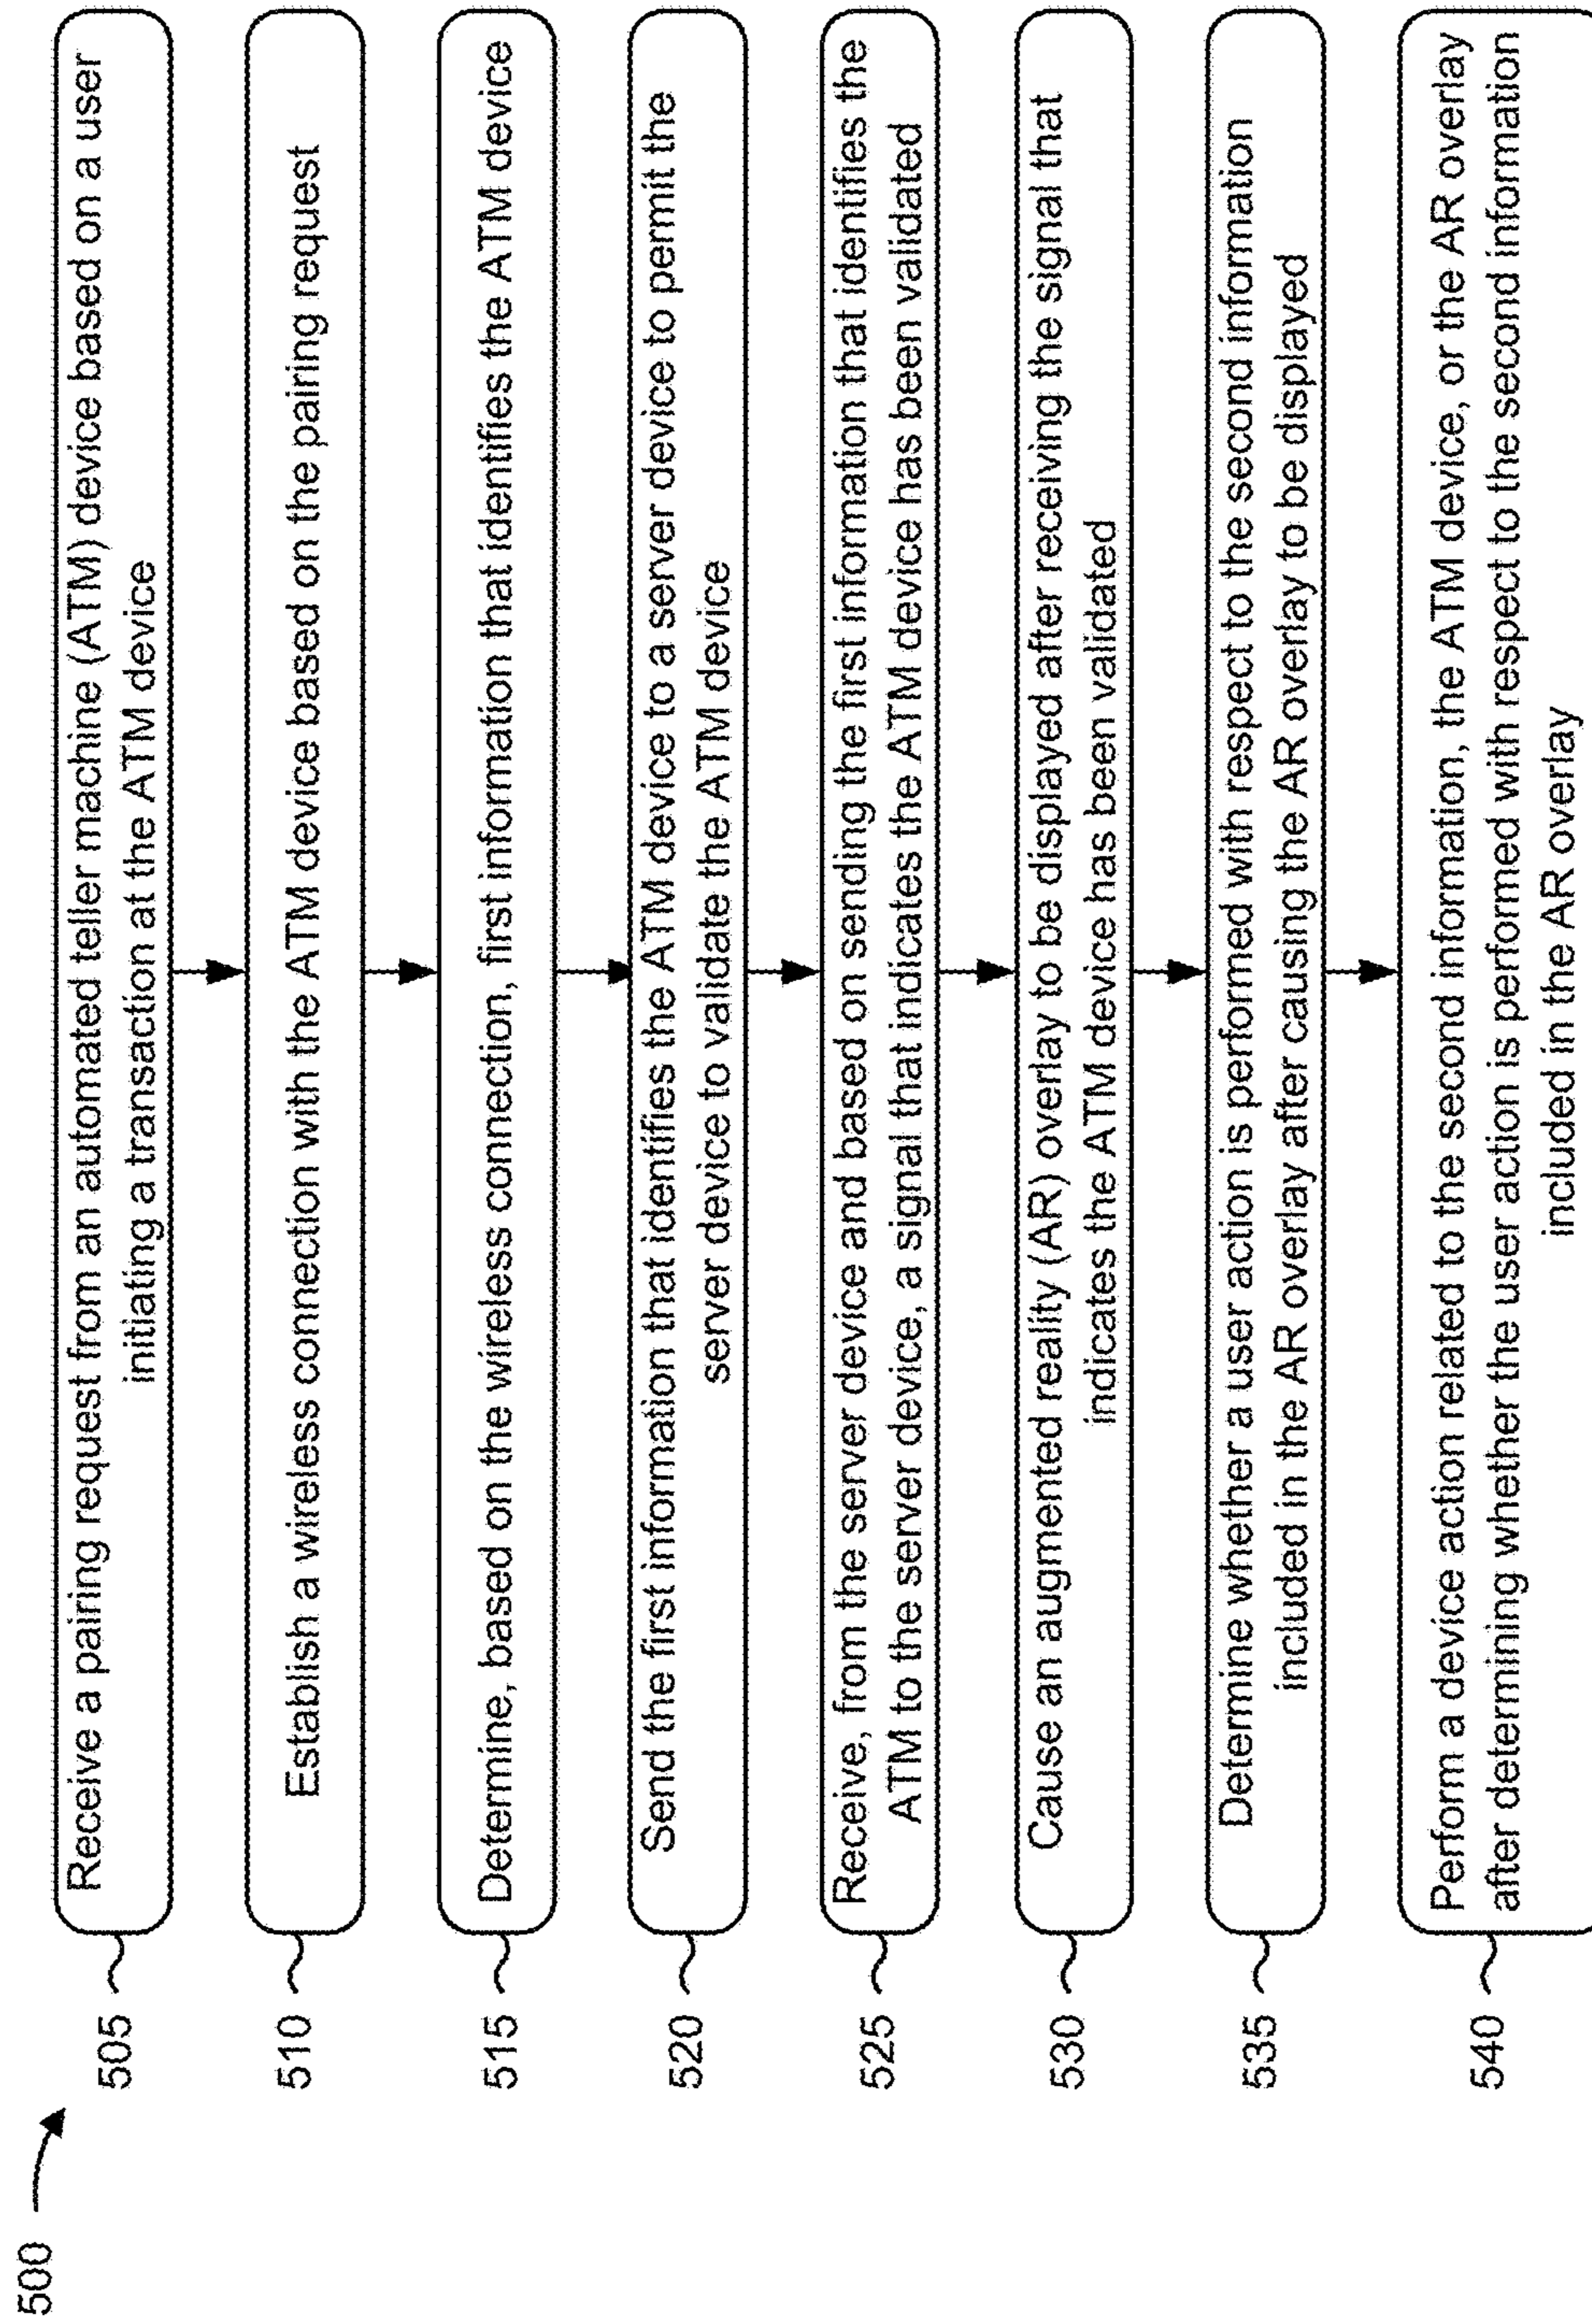 500
505
Receive a pairing request from an automated teller machine (ATM) device based on a user
initiating a transaction at the ATM device
510
Establish a wireless connection with the ATM device based on the pairing request
515
Determine, based on the wireless connection, first information that identifies the ATM device
520
Send the first information that identifies the ATM device to a server device to permit the
server device to validate the ATM device
525
Receive, from the server device and based on sending the first information that identifies the
ATM to the server device, a signal that indicates the ATM device has been validated
530
Cause an augmented reality (AR) overlay to be displayed after receiving the signal that
indicates the ATM device has been validated
535
Determine whether a user action is performed with respect to the second information
included in the AR overlay after causing the AR overlay to be displayed
540
Perform a device action related to the second information, the ATM device, or the AR overlay
after determining whether the user action is performed with respect to the second information
included in the AR overlay